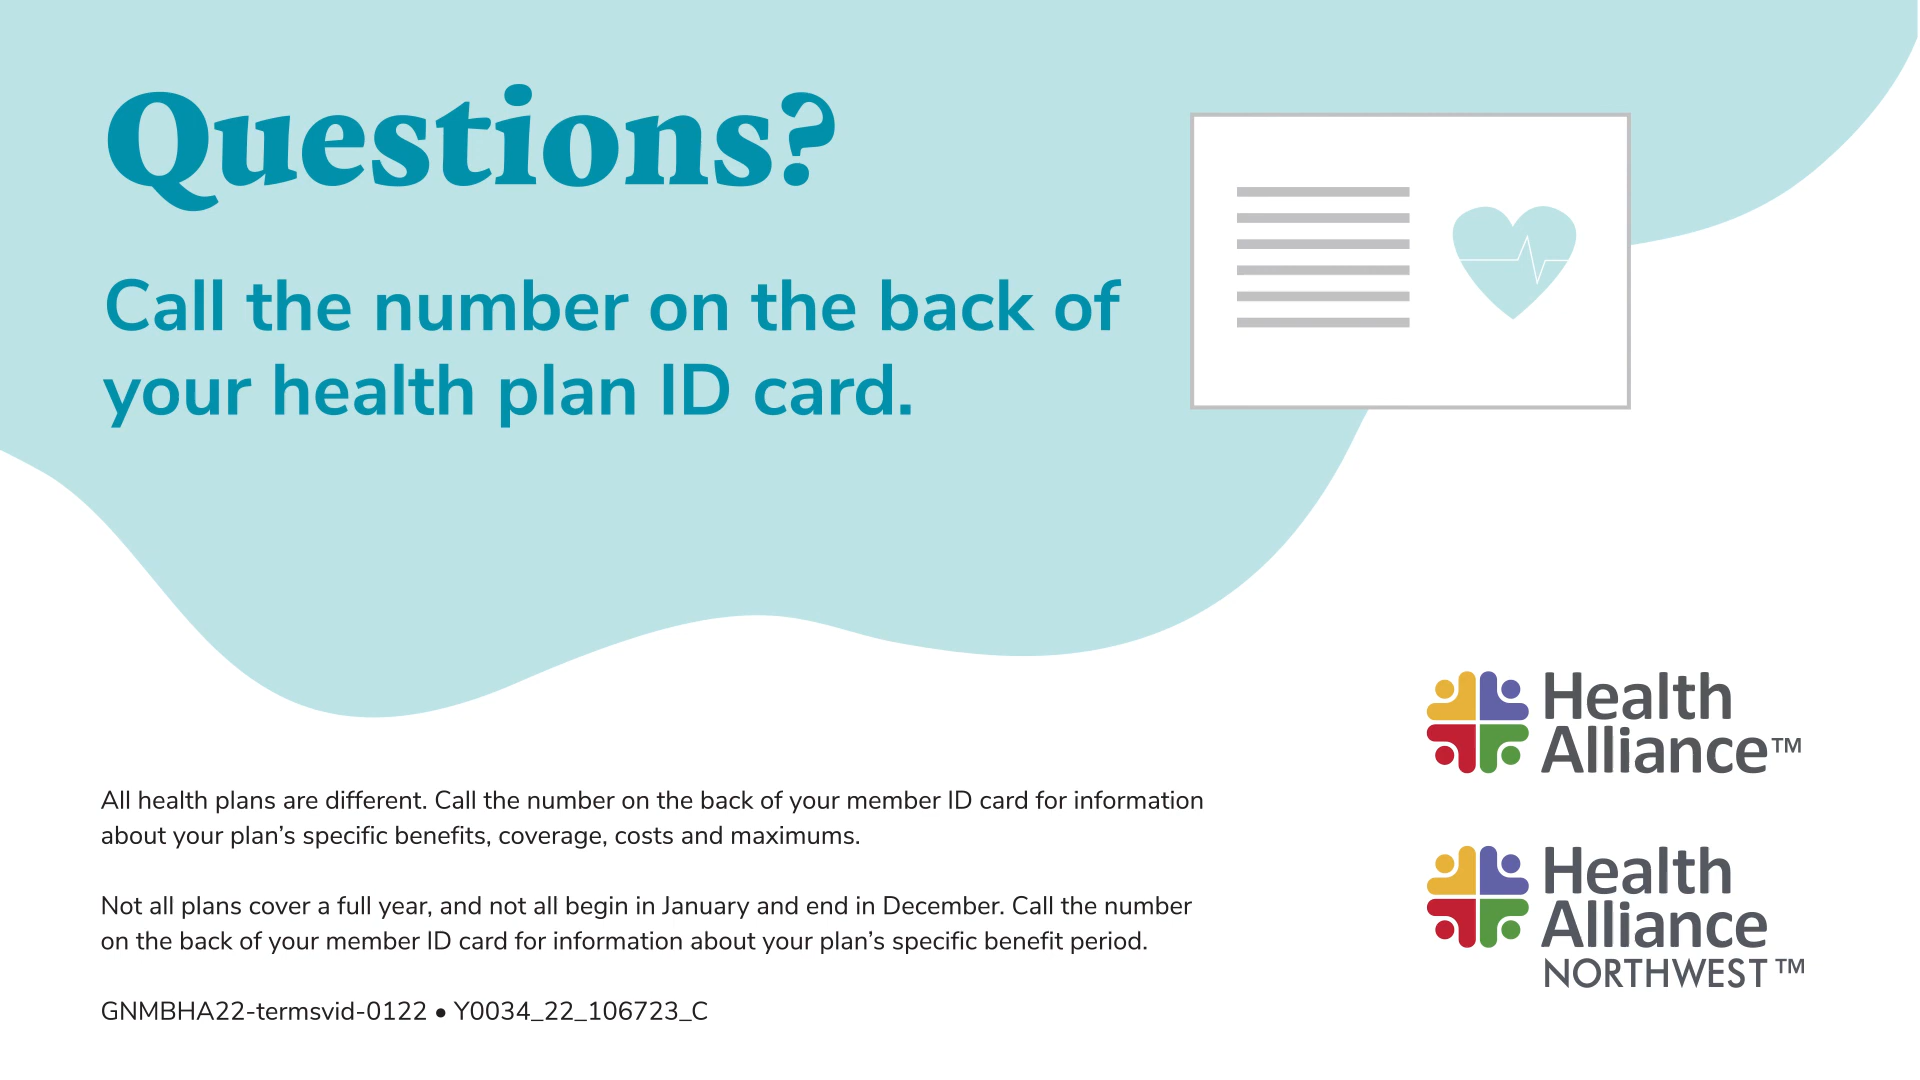 Questions?
Call the number on the back of
your health plan ID card.
All health plans are different. Call the number on the back of your member ID card for information
about your plan’s specific benefits, coverage, costs and maximums.
Not all plans cover a full year, and not all begin in January and end in December. Call the number
on the back of your member ID card for information about your plan’s specific benefit period.
GNMBHA22-termsvid-0122 • Y0034_22_106723_C
Health
Alliance™
Health
Alliance
NORTHWEST™